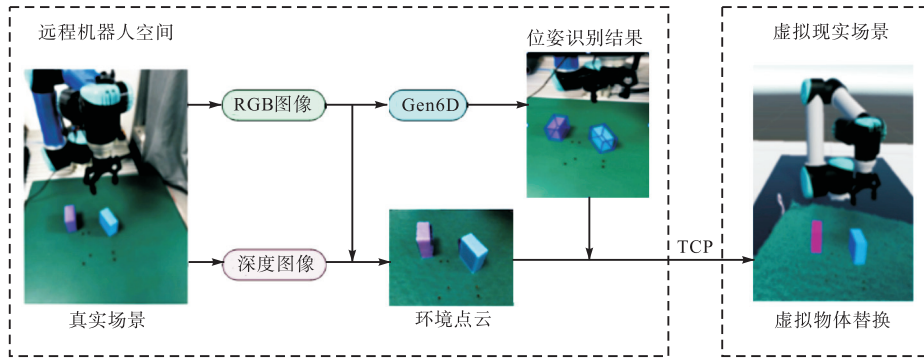 远程机器人空间
位姿识别结果
虚拟现实场景
RGB图像
Gen6D
TCP
深度图像
真实场景
环境点云
虚拟物体替换